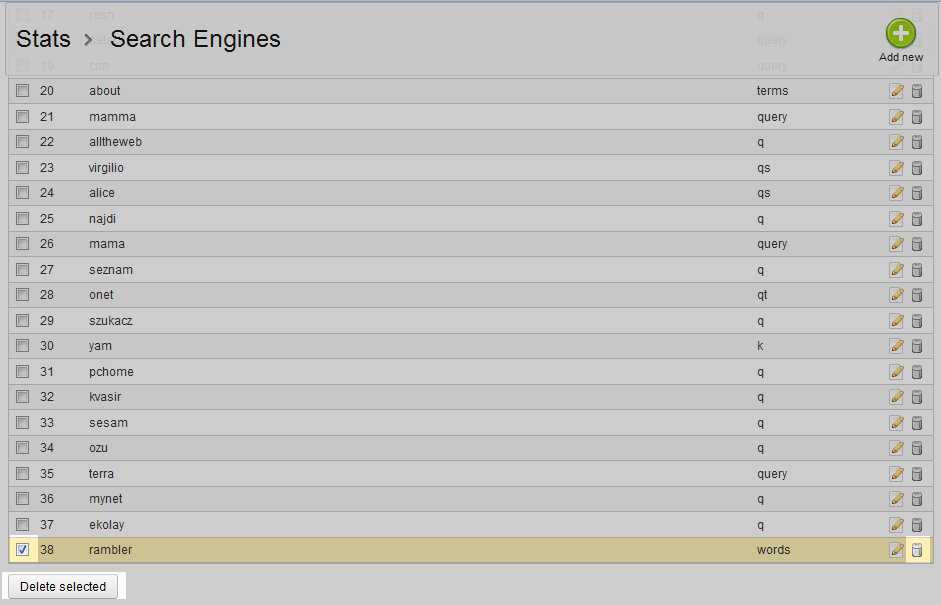 17 msn q
Stats > Search Engines
query
Add new
19 cnn query
20 about terms
21 mamma query
22 alltheweb q
23 virgilio qs
24 alice qs
25 najdi q
26 mama query
27 seznam q
28 onet qt
29 szukacz q
30 yam k
31 pchome q
32 kvasir q
33 sesam q
34 ozu q
35 terra query
36 mynet q
37 ekolay q
38 rambler words
Delete selected